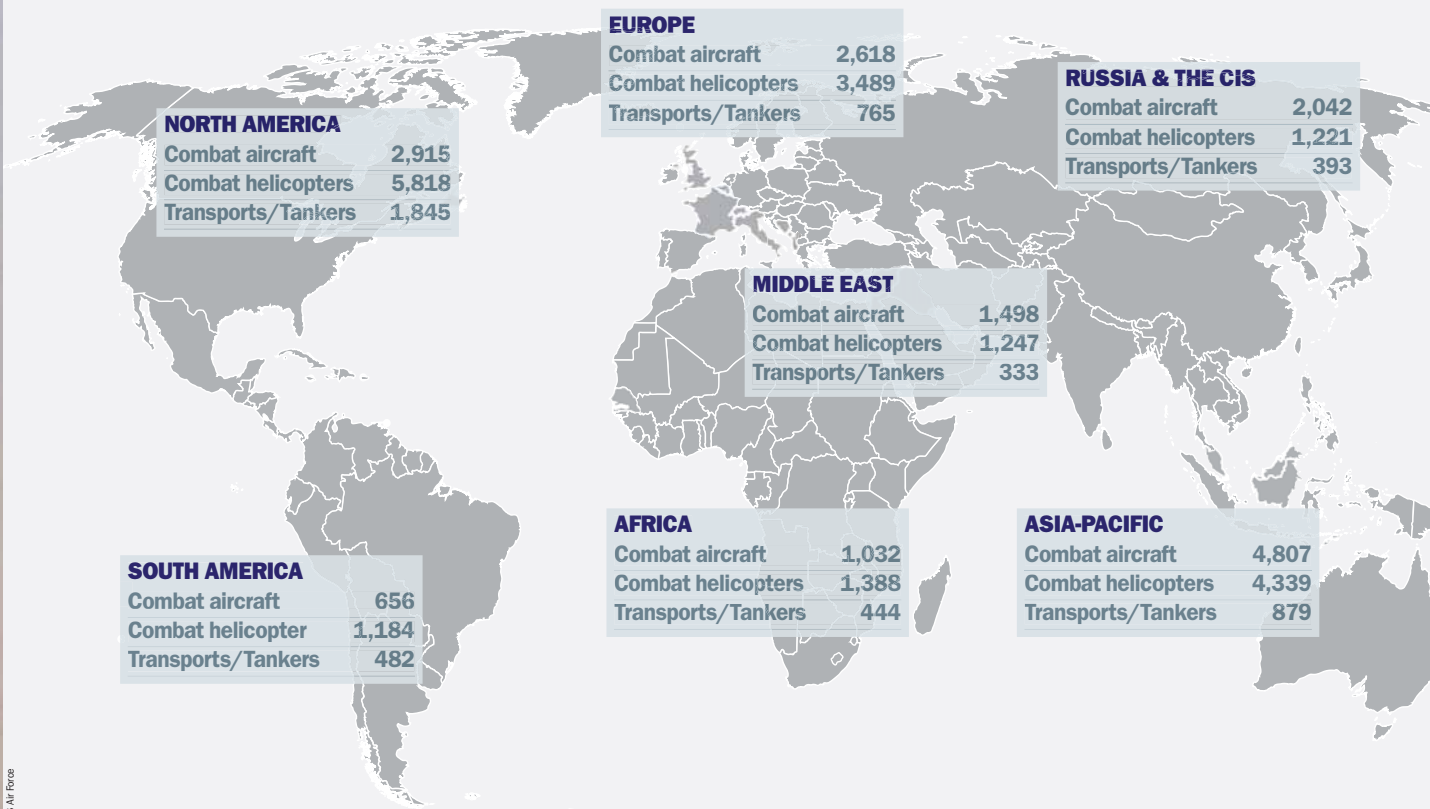 EUROPE
Combat aircraft 2,618
Combat helicopters 3,489
Transports/Tankers 765
RUSSIA & THE CIS
Combat aircraft 2,042
Combat helicopters 1,221
Transports/Tankers 393
NORTH AMERICA
Combat aircraft 2,915
Combat helicopters 5,818
Transports/Tankers 1,845
MIDDLE EAST
Combat aircraft 1,498
Combat helicopters 1,247
Transports/Tankers 333
AFRICA
Combat aircraft 1,032
Combat helicopters 1,388
Transports/Tankers 444
ASIA-PACIFIC
Combat aircraft 4,807
Combat helicopters 4,339
Transports/Tankers 879
SOUTH AMERICA
Combat aircraft 656
Combat helicopter 1,184
Transports/Tankers 482
Air Force